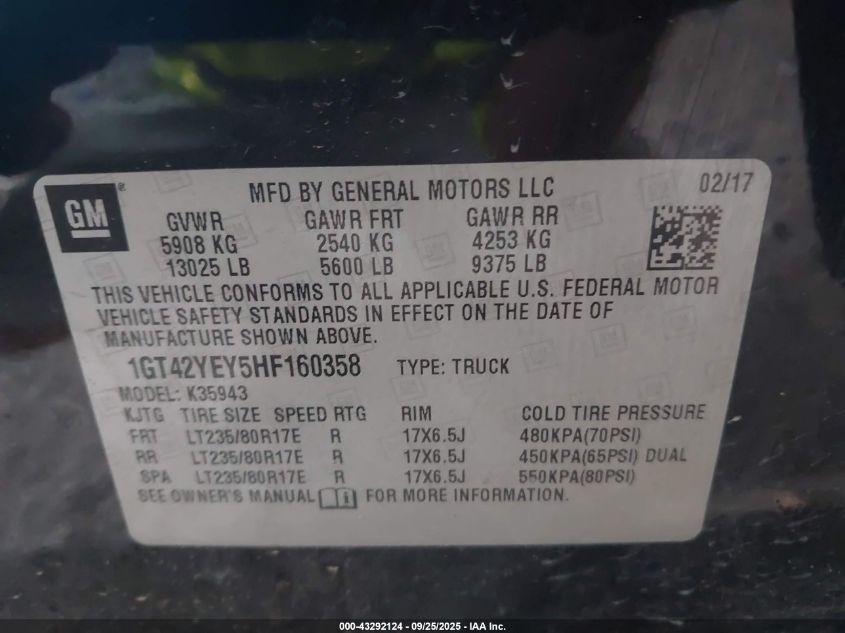 GM ®
MFD BY GENERAL MOTORS LLC 02/17
GVWR GAWR FRT GAWR RR
5908 KG 2540 KG 4253 KG
13025 LB 5600 LB 9375 LB
THIS VEHICLE CONFORMS TO ALL APPLICABLE U.S. FEDERAL MOTOR
VEHICLE SAFETY STANDARDS IN EFFECT ON THE DATE OF
MANUFACTURE SHOWN ABOVE.
1GT42YEY5HF160358 TYPE: TRUCK
MODEL: K35943
KJTG TIRE SIZE SPEED RTG RIM COLD TIRE PRESSURE
FRT LT235/80R17E R 17X6.5J 480KPA(70PSI)
RR LT235/80R17E R 17X6.5J 450KPA(65PSI) DUAL
SPA LT235/80R17E R 17X6.5J 550KPA(80PSI)
SEE OWNER'S MANUAL FOR MORE INFORMATION.
000-43292124 - 09/25/2025 - IAA Inc.